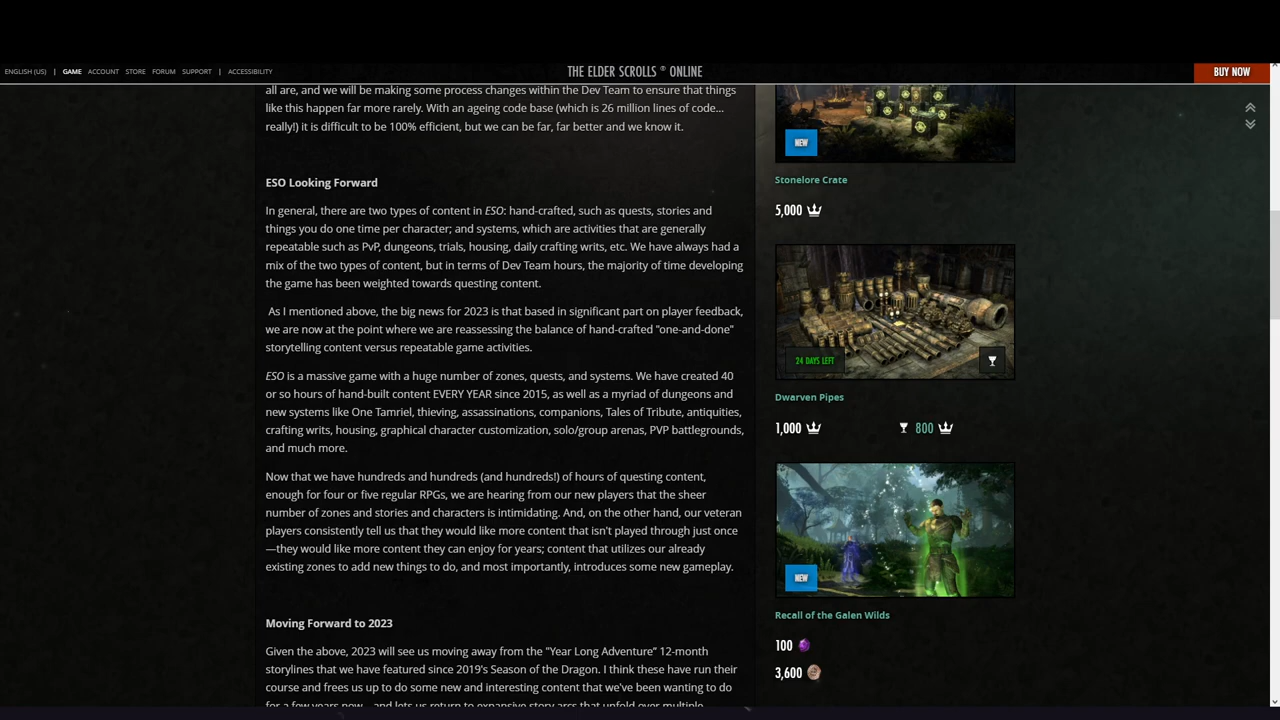 ENGLISH (US) | GAME ACCOUNT STORE FORUM SUPPORT | ACCESSIBILITY
THE ELDER SCROLLS ® ONLINE
BUY NOW
all are, and we will be making some process changes within the Dev Team to ensure that things
like this happen far more rarely. With an ageing code base (which is 26 million lines of code...
really!) it is difficult to be 100% efficient, but we can be far, far better and we know it.
ESO Looking Forward
In general, there are two types of content in ESO: hand-crafted, such as quests, stories and
things you do one time per character; and systems, which are activities that are generally
repeatable such as PvP, dungeons, trials, housing, daily crafting writs, etc. We have always had a
mix of the two types of content, but in terms of Dev Team hours, the majority of time developing
the game has been weighted towards questing content.
As I mentioned above, the big news for 2023 is that based in significant part on player feedback,
we are now at the point where we are reassessing the balance of hand-crafted "one-and-done"
storytelling content versus repeatable game activities.
ESO is a massive game with a huge number of zones, quests, and systems. We have created 40
or so hours of hand-built content EVERY YEAR since 2015, as well as a myriad of dungeons and
new systems like One Tamriel, thieving, assassinations, companions, Tales of Tribute, antiquities,
crafting writs, housing, graphical character customization, solo/group arenas, PVP battlegrounds,
and much more.
Now that we have hundreds and hundreds (and hundreds!) of hours of questing content,
enough for four or five regular RPGs, we are hearing from our new players that the sheer
number of zones and stories and characters is intimidating. And, on the other hand, our veteran
players consistently tell us that they would like more content that isn't played through just once
—they would like more content they can enjoy for years; content that utilizes our already
existing zones to add new things to do, and most importantly, introduces some new gameplay.
Moving Forward to 2023
Given the above, 2023 will see us moving away from the "Year Long Adventure" 12-month
storylines that we have featured since 2019's Season of the Dragon. I think these have run their
course and frees us up to do some new and interesting content that we've been wanting to do
for a few years now... and lets us return to expansive story arcs that unfold over multiple
NEW
Stonelore Crate
5,000
24 DAYS LEFT
Dwarven Pipes
1,000 800
NEW
Recall of the Galen Wilds
100
3,600